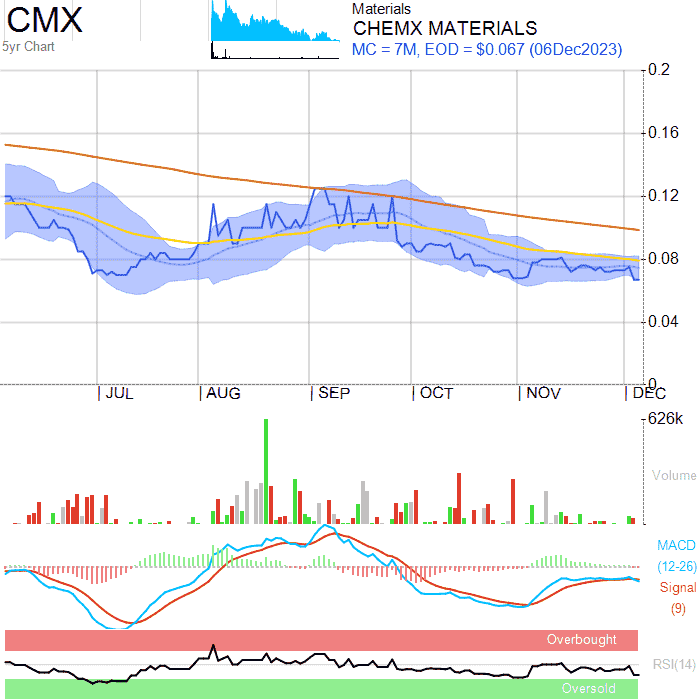 CMX
5yr Chart
Materials
CHEMX MATERIALS
MC = 7M, EOD = $0.067 (06Dec2023)
0.2
0.16
0.12
0.08
0.04
0
JUL AUG SEP OCT NOV DEC
626k
Volume
MACD
(12-26)
Signal
(9)
Overbought
RSI(14)
Oversold